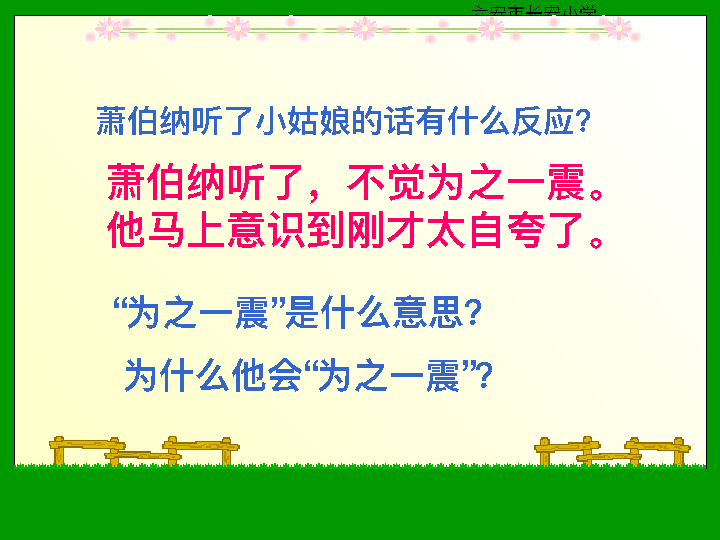 六安市长安小学
萧伯纳听了小姑娘的话有什么反应?
萧伯纳听了，不觉为之一震。
他马上意识到刚才太自夸了。
“为之一震”是什么意思?
为什么他会“为之一震”?